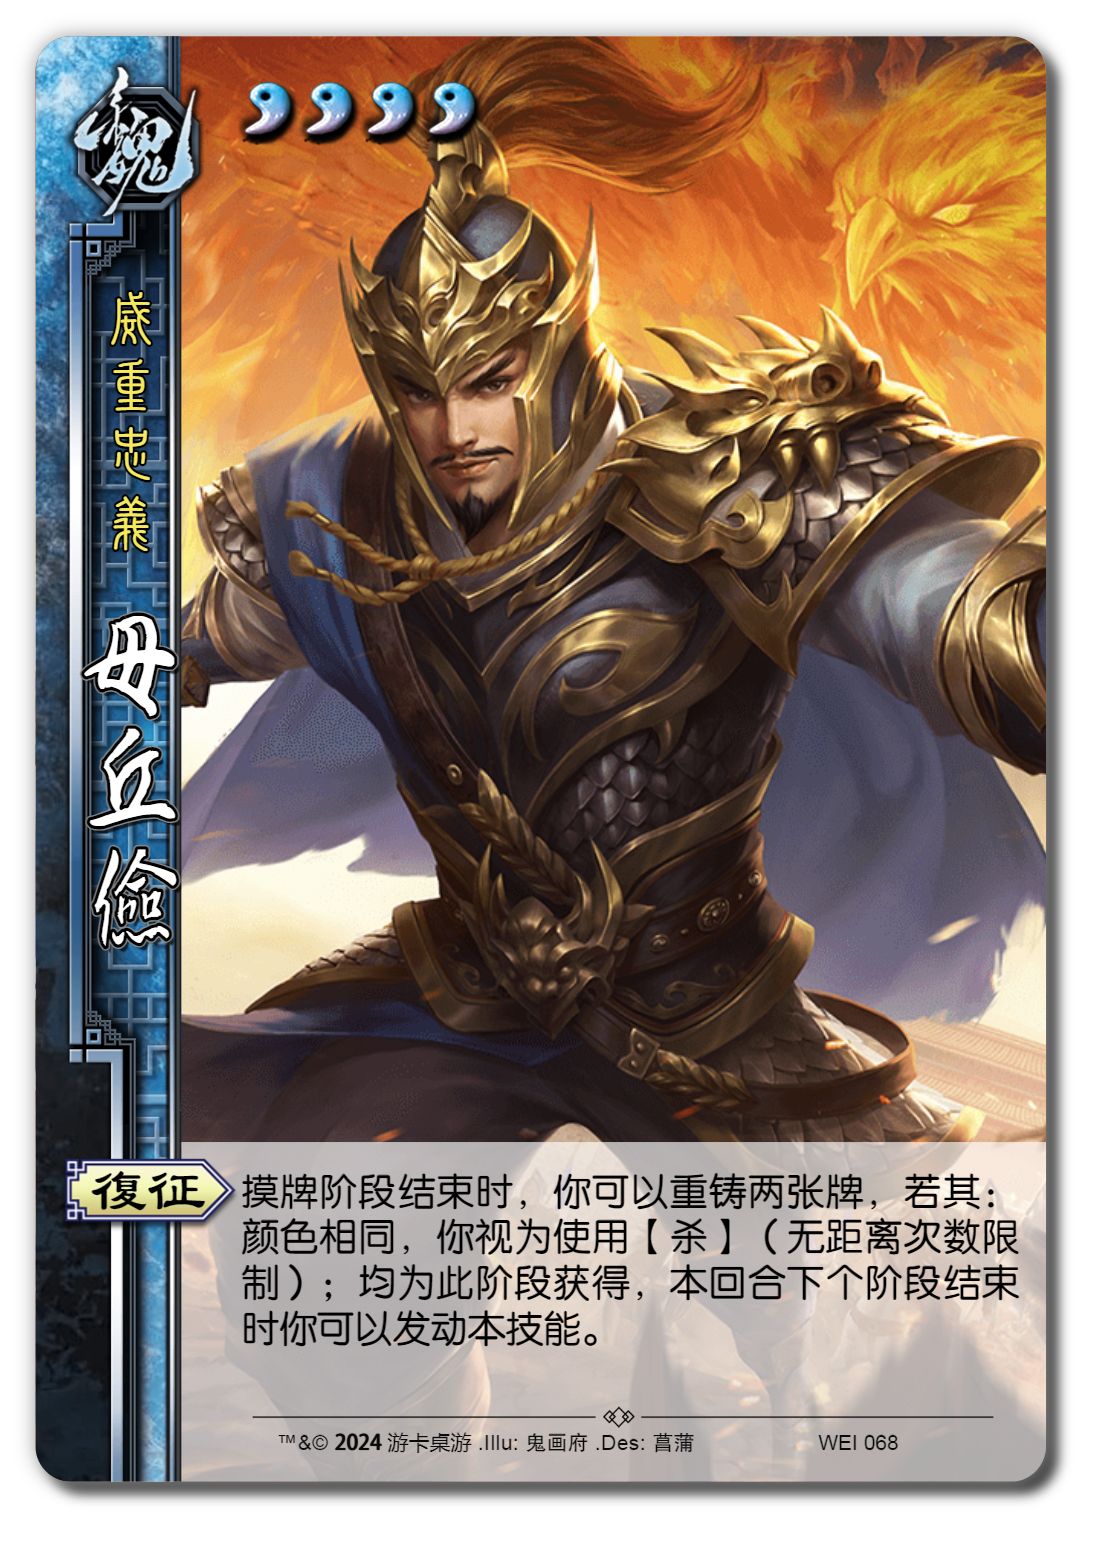 魏
威重忠義
毌丘儉
復征
摸牌阶段结束时，你可以重铸两张牌，若其：
颜色相同，你视为使用【杀】（无距离次数限
制）；均为此阶段获得，本回合下个阶段结束
时你可以发动本技能。
™&© 2024 游卡桌游 .Illu: 鬼画府 .Des: 菖蒲
WEI 068